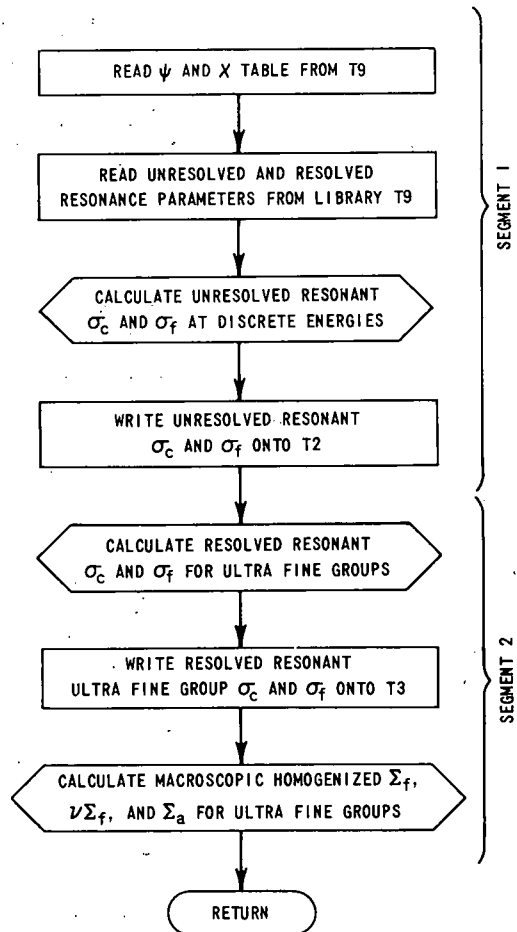 READ ψ AND χ TABLE FROM T9
READ UNRESOLVED AND RESOLVED
RESONANCE PARAMETERS FROM LIBRARY T9
CALCULATE UNRESOLVED RESONANT
σc AND σf AT DISCRETE ENERGIES
WRITE UNRESOLVED RESONANT
σc AND σf ONTO T2
SEGMENT 1
CALCULATE RESOLVED RESONANT
σc AND σf FOR ULTRA FINE GROUPS
WRITE RESOLVED RESONANT
ULTRA FINE GROUP σc AND σf ONTO T3
CALCULATE MACROSCOPIC HOMOGENIZED Σf,
νΣf, AND Σa FOR ULTRA FINE GROUPS
SEGMENT 2
RETURN